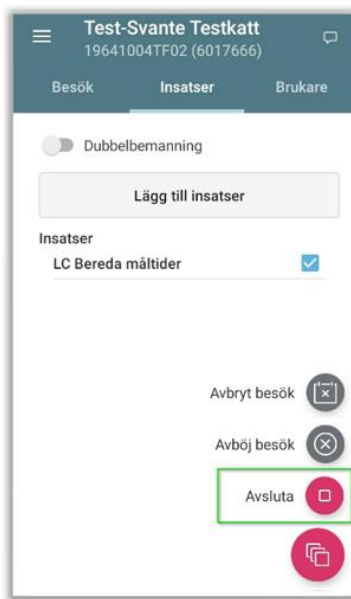 Test-Svante Testkatt
19641004TF02 (6017666)
Besök Insatser Brukare
Dubbelbemanning
Lägg till insatser
Insatser
LC Bereda måltider
Avbryt besök
Avböj besök
Avsluta